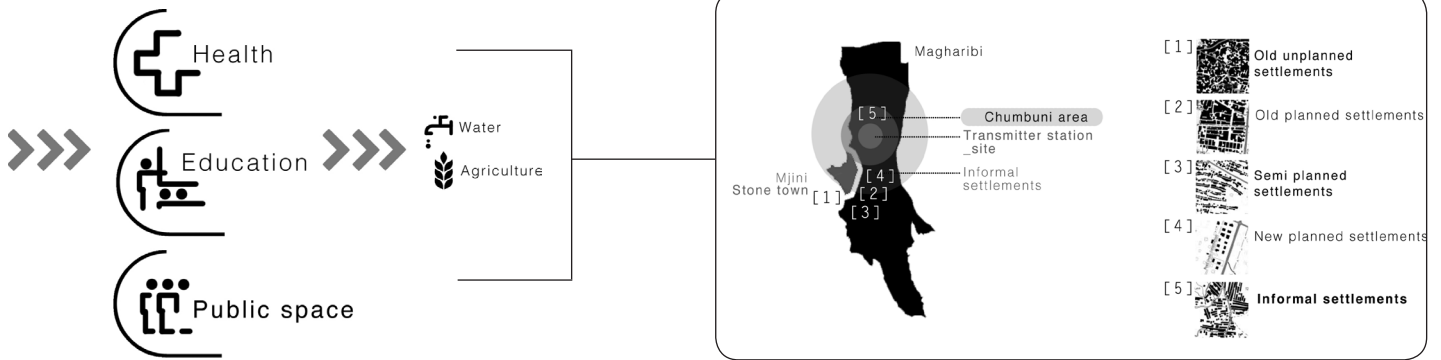 Health
Education
Public space
Water
Agriculture
Magharibi
[5]
Chumbuni area
Transmitter station
_site
Informal
settlements
Mjini
Stone town
[1]
[4]
[2]
[3]
[1]
Old unplanned
settlements
[2]
Old planned settlements
[3]
Semi planned
settlements
[4]
New planned settlements
[5]
Informal settlements